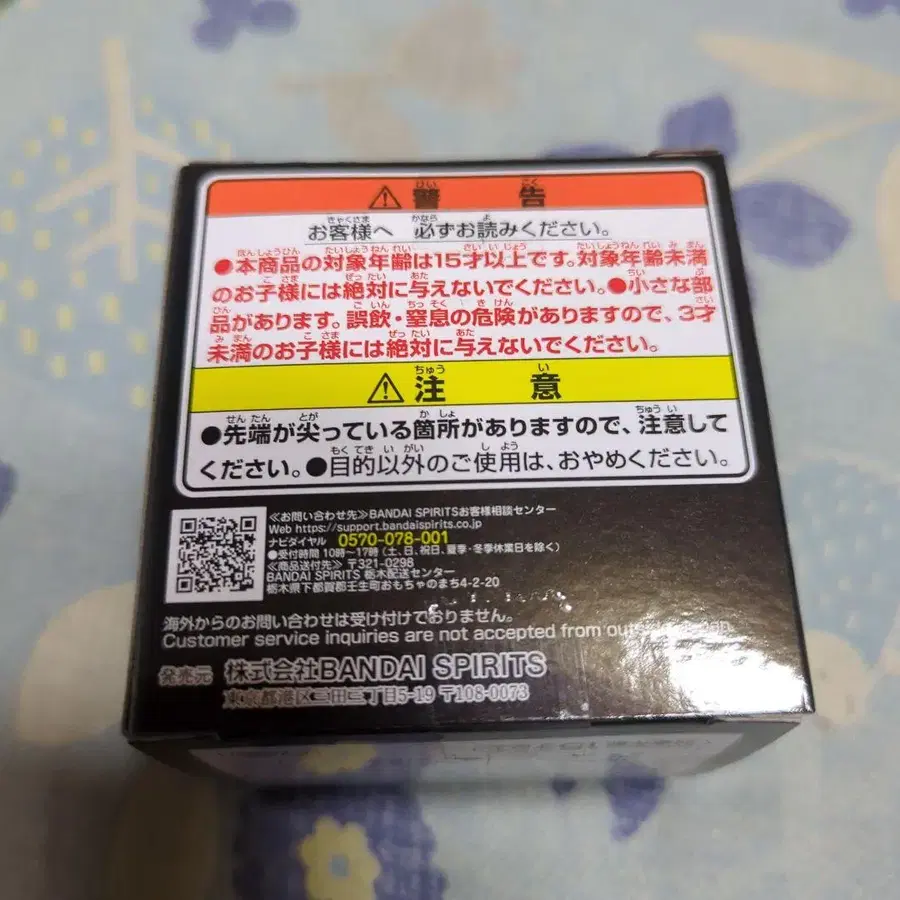 警告
お客様へ 必ずお読みください。
●本商品の対象年齢は15才以上です。対象年齢未満
のお子様には絶対に与えないでください。●小さな部
品があります。誤飲・窒息の危険がありますので、3才
未満のお子様には絶対に与えないでください。
注意
●先端が尖っている箇所がありますので、注意して
ください。●目的以外のご使用は、おやめください。
≪お問い合わせ先≫BANDAI SPIRITSお客様相談センター
Web https://support.bandaispirits.co.jp
ナビダイヤル 0570-078-001
●受付時間 10時〜17時(土、日、祝日、夏季・冬季休業日を除く)
≪商品送付先≫〒321-0298
BANDAI SPIRITS 栃木配送センター
栃木県下都賀郡壬生町おもちゃのまち4-2-20
海外からのお問い合わせは受け付けておりません。
Customer service inquiries are not accepted from
発売元 株式会社BANDAI SPIRITS
東京都港区三田三丁目5-19 〒108-0073